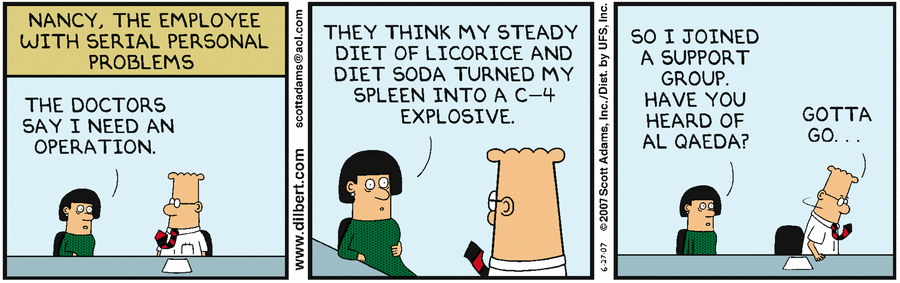 NANCY, THE EMPLOYEE
WITH SERIAL PERSONAL
PROBLEMS
THE DOCTORS
SAY I NEED AN
OPERATION.
www.dilbert.com
scottadams@aol.com
THEY THINK MY STEADY
DIET OF LICORICE AND
DIET SODA TURNED MY
SPLEEN INTO A C-4
EXPLOSIVE.
6-27-07
©2007 Scott Adams, Inc./Dist. by UFS, Inc.
SO I JOINED
A SUPPORT
GROUP.
HAVE YOU
HEARD OF
AL QAEDA?
GOTTA
GO. . .